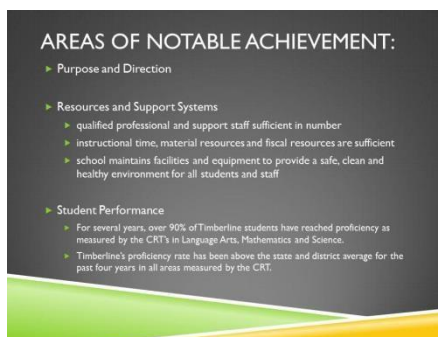 AREAS OF NOTABLE ACHIEVEMENT:
Purpose and Direction
Resources and Support Systems
qualified professional and support staff sufficient in number
instructional time, material resources and fiscal resources are sufficient
school maintains facilities and equipment to provide a safe, clean and
healthy environment for all students and staff
Student Performance
For several years, over 90% of Timberline students have reached proficiency as
measured by the CRT's in Language Arts, Mathematics and Science.
Timberline's proficiency rate has been above the state and district average for the
past four years in all areas measured by the CRT.